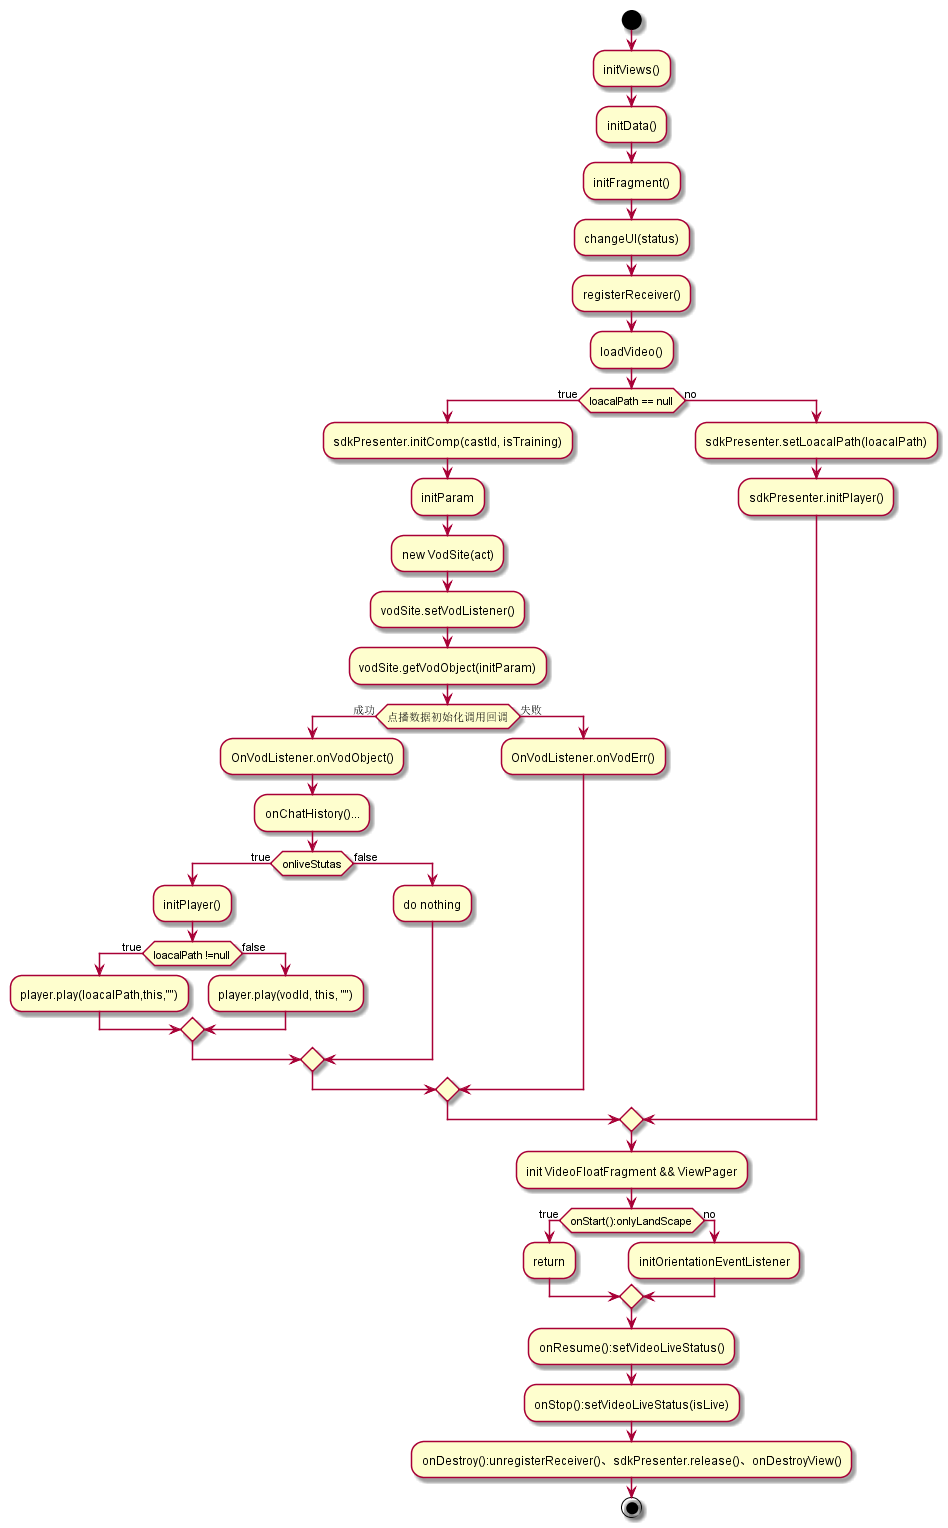 initViews()
initData()
initFragment()
changeUI(status)
registerReceiver()
loadVideo()
true
loacalPath == null
no
sdkPresenter.initComp(castId, isTraining)
sdkPresenter.setLoacalPath(loacalPath)
initParam
sdkPresenter.initPlayer()
new VodSite(act)
vodSite.setVodListener()
vodSite.getVodObject(initParam)
成功
点播数据初始化调用回调
失败
OnVodListener.onVodObject()
OnVodListener.onVodErr()
onChatHistory()...
true
onliveStutas
false
initPlayer()
do nothing
true
loacalPath !=null
false
player.play(loacalPath,this,"")
player.play(vodId, this, "")
init VideoFloatFragment && ViewPager
true
onStart():onlyLandScape
no
return
initOrientationEventListener
onResume():setVideoLiveStatus()
onStop():setVideoLiveStatus(isLive)
onDestroy():unregisterReceiver()、sdkPresenter.release()、onDestroyView()